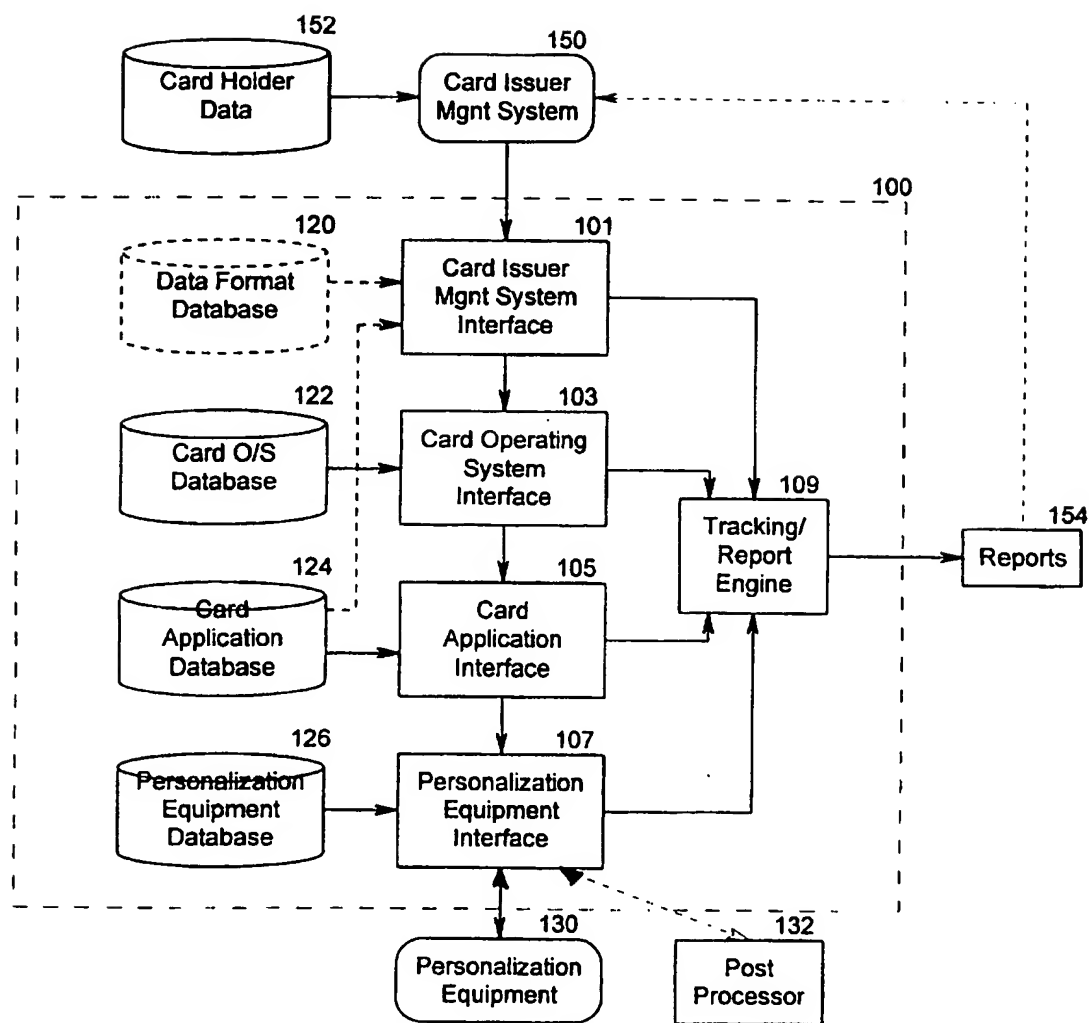 152
Card Holder
Data
150
Card Issuer
Mgnt System
100
120
Data Format
Database
101
Card Issuer
Mgnt System
Interface
122
Card O/S
Database
103
Card Operating
System
Interface
109
Tracking/
Report
Engine
154
Reports
124
Card
Application
Database
105
Card
Application
Interface
126
Personalization
Equipment
Database
107
Personalization
Equipment
Interface
130
Personalization
Equipment
132
Post
Processor